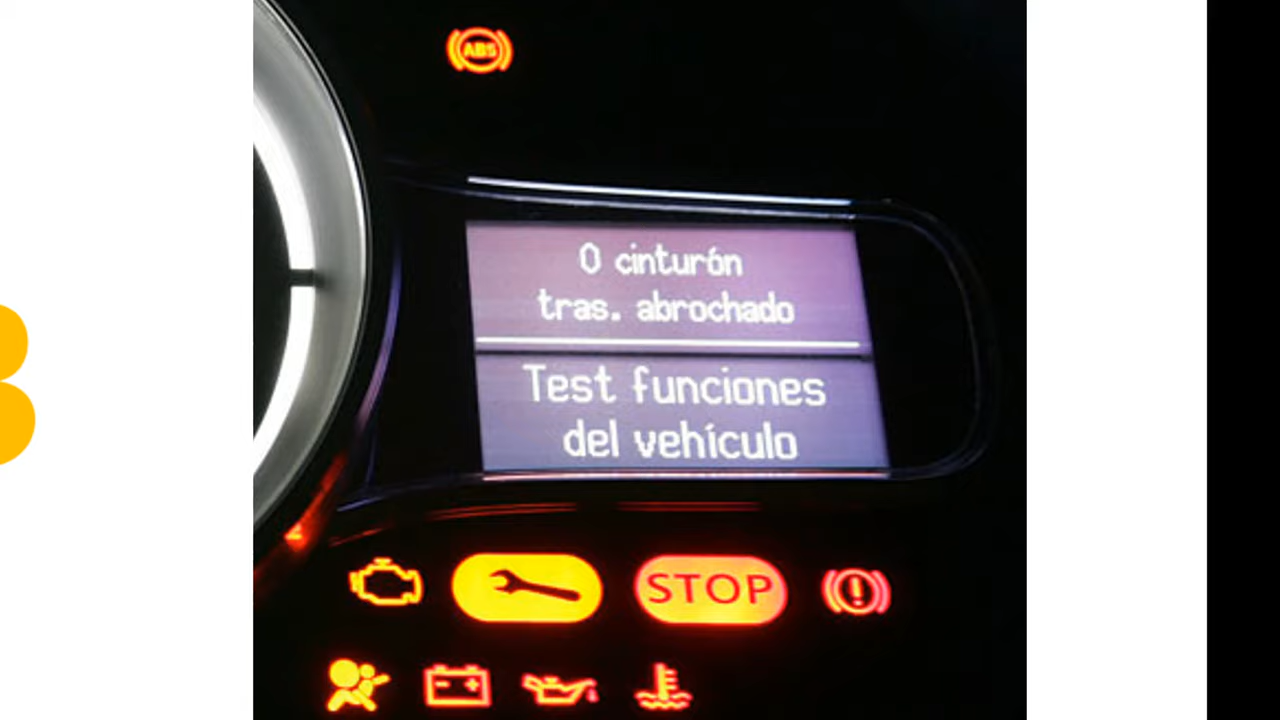 ABS
0 cinturón
tras. abrochado
Test funciones
del vehículo
STOP